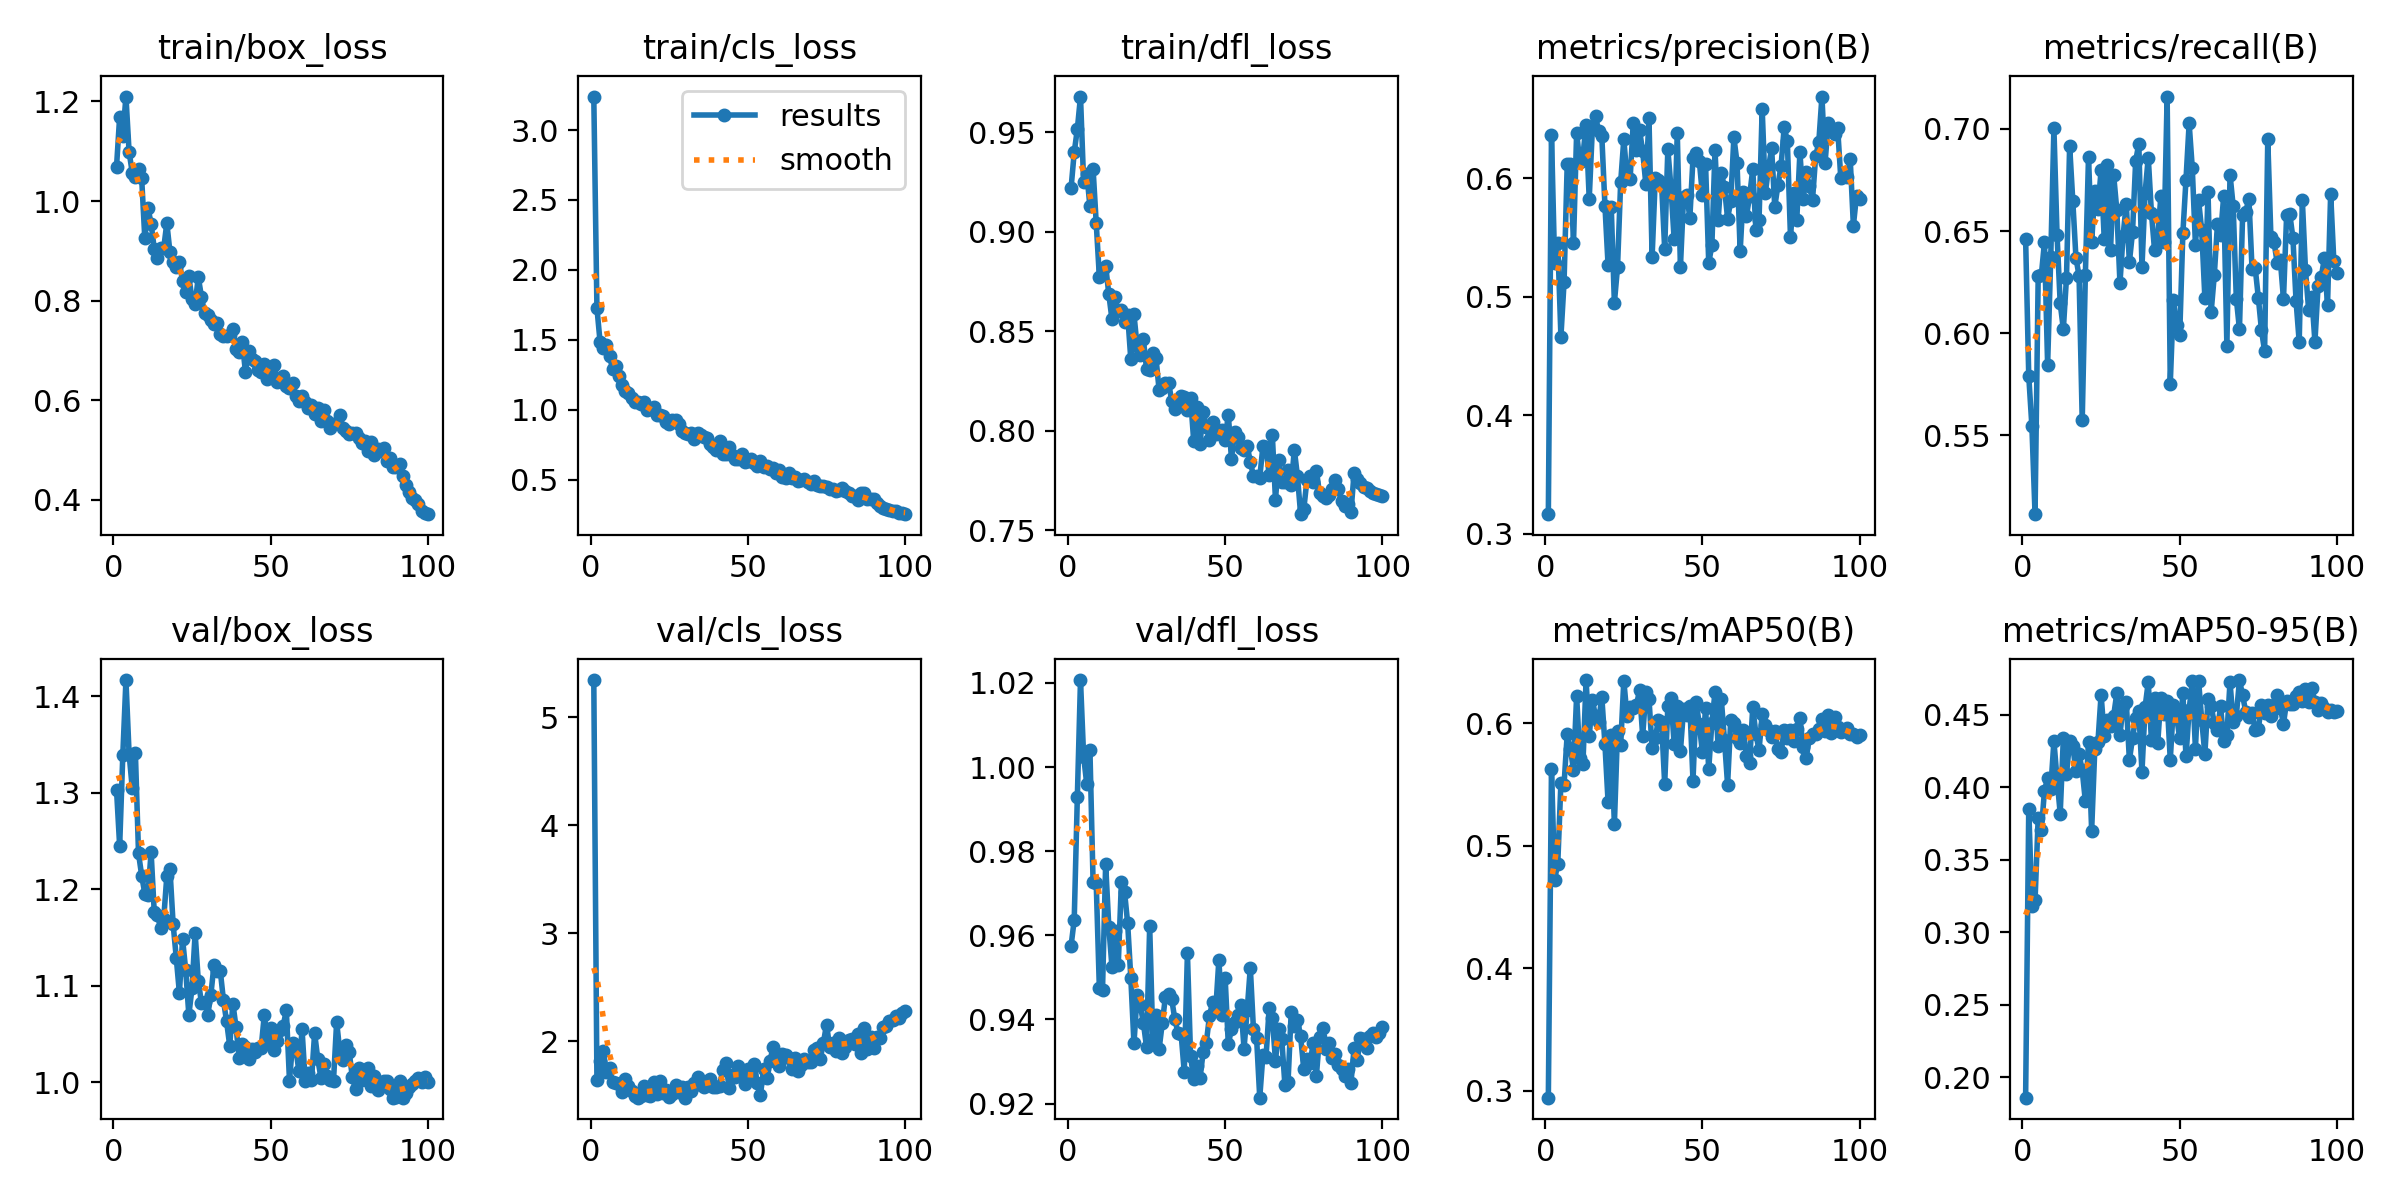 train/box_loss
1.2
1.0
0.8
0.6
0.4
0 50 100
train/cls_loss
results
smooth
3.0
2.5
2.0
1.5
1.0
0.5
0 50 100
train/dfl_loss
0.95
0.90
0.85
0.80
0.75
0 50 100
metrics/precision(B)
0.6
0.5
0.4
0.3
0 50 100
metrics/recall(B)
0.70
0.65
0.60
0.55
0 50 100
val/box_loss
1.4
1.3
1.2
1.1
1.0
0 50 100
val/cls_loss
5
4
3
2
0 50 100
val/dfl_loss
1.02
1.00
0.98
0.96
0.94
0.92
0 50 100
metrics/mAP50(B)
0.6
0.5
0.4
0.3
0 50 100
metrics/mAP50-95(B)
0.45
0.40
0.35
0.30
0.25
0.20
0 50 100